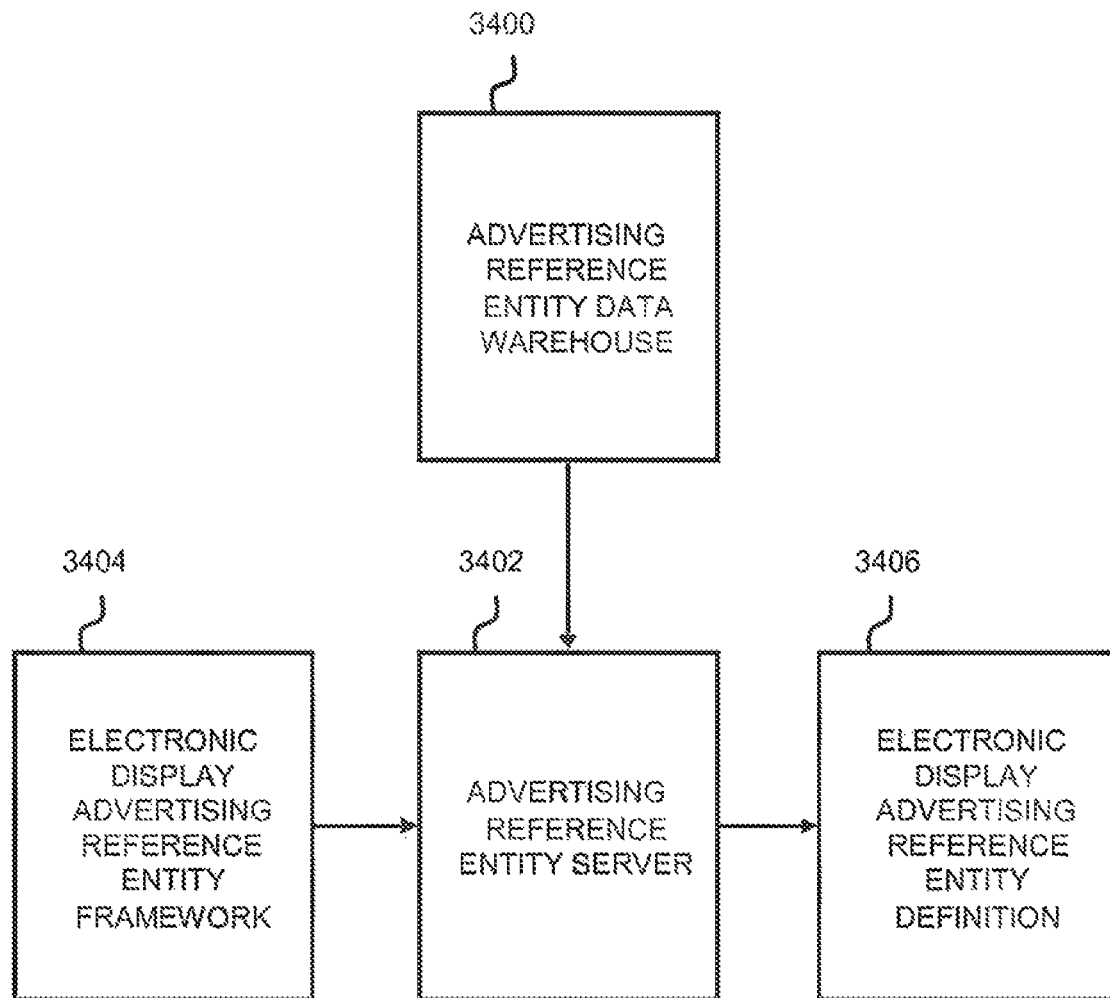 3400
ADVERTISING
REFERENCE
ENTITY DATA
WAREHOUSE
3404
3402
3406
ELECTRONIC
DISPLAY
ADVERTISING
REFERENCE
ENTITY
FRAMEWORK
ADVERTISING
REFERENCE
ENTITY SERVER
ELECTRONIC
DISPLAY
ADVERTISING
REFERENCE
ENTITY
DEFINITION